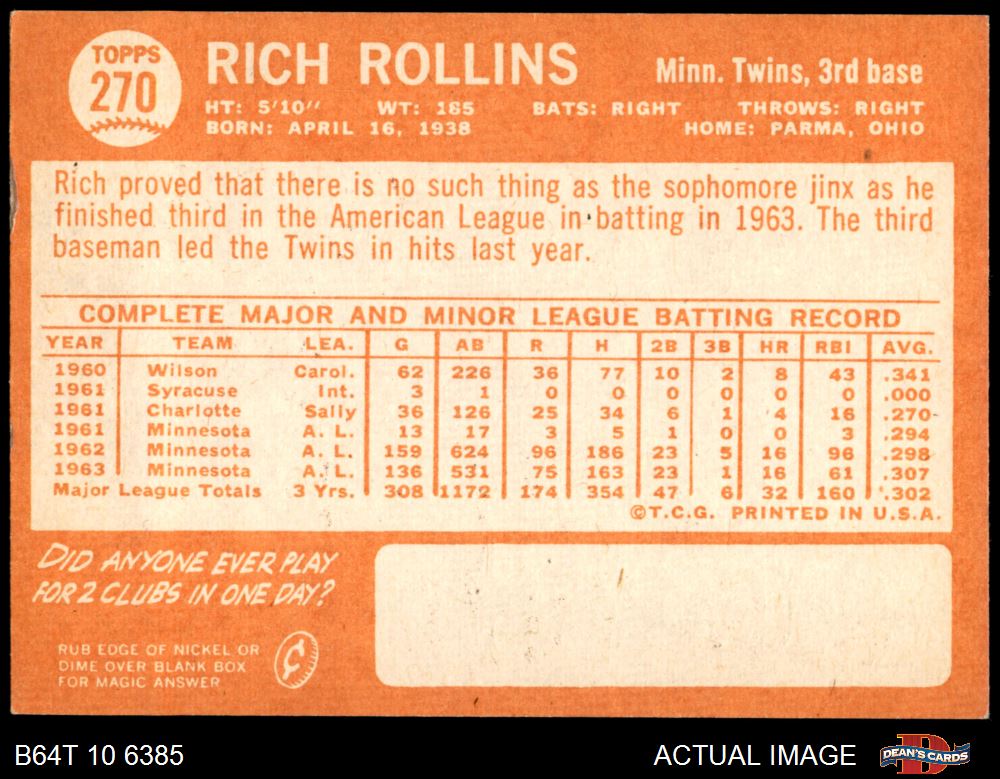 TOPPS
270
RICH ROLLINS
Minn. Twins, 3rd base
HT: 5'10" WT: 185 BATS: RIGHT THROWS: RIGHT
BORN: APRIL 16, 1938 HOME: PARMA, OHIO
Rich proved that there is no such thing as the sophomore jinx as he
finished third in the American League in batting in 1963. The third
baseman led the Twins in hits last year.
COMPLETE MAJOR AND MINOR LEAGUE BATTING RECORD
YEAR TEAM LEA. G AB R H 2B 3B HR RBI AVG.
1960 Wilson Carol. 62 226 36 77 10 2 8 43 .341
1961 Syracuse Int. 3 1 0 0 0 0 0 0 .000
1961 Charlotte Sally 36 126 25 34 6 1 4 16 .270
1961 Minnesota A. L. 13 17 3 5 1 0 0 3 .294
1962 Minnesota A. L. 159 624 96 186 23 5 16 96 .298
1963 Minnesota A. L. 136 531 75 163 23 1 16 61 .307
Major League Totals 3 Yrs. 308 1172 174 354 47 6 32 160 .302
©T.C.G. PRINTED IN U.S.A.
DID ANYONE EVER PLAY
FOR 2 CLUBS IN ONE DAY?
RUB EDGE OF NICKEL OR
DIME OVER BLANK BOX
FOR MAGIC ANSWER
¢
B64T 10 6385 ACTUAL IMAGE
D
DEAN'S CARDS